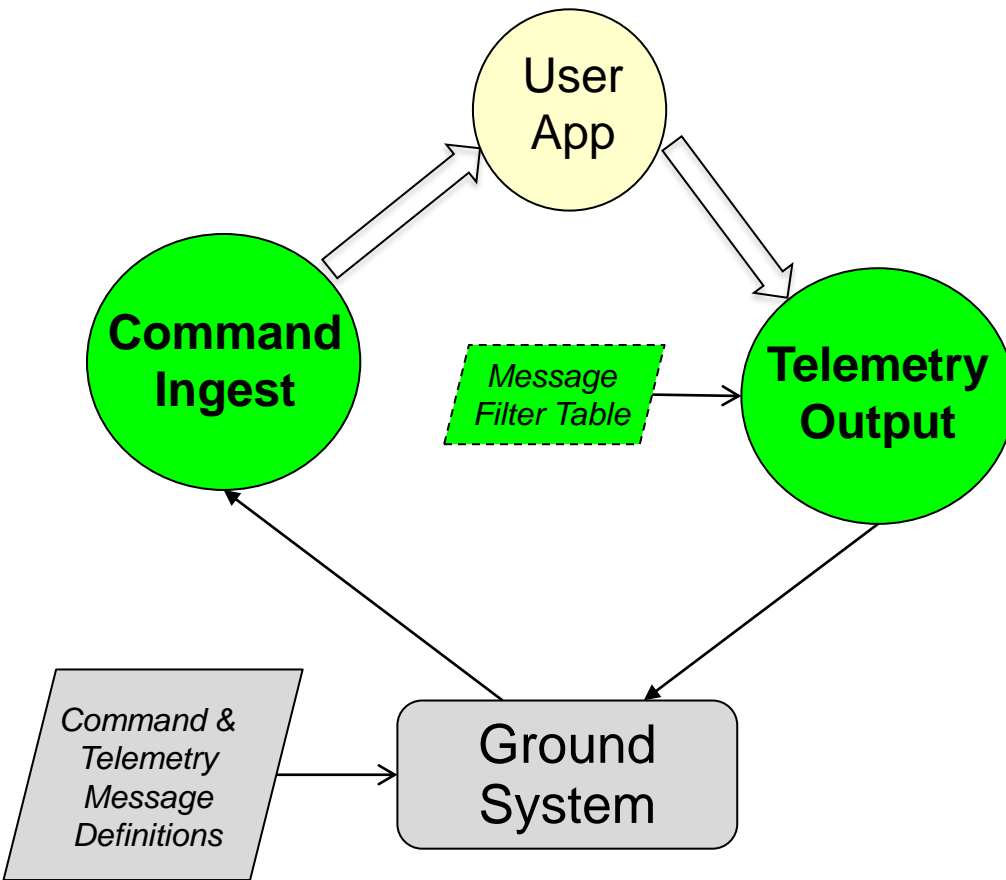 User
App
Command
Ingest
Message
Filter Table
Telemetry
Output
Command &
Telemetry
Message
Definitions
Ground
System